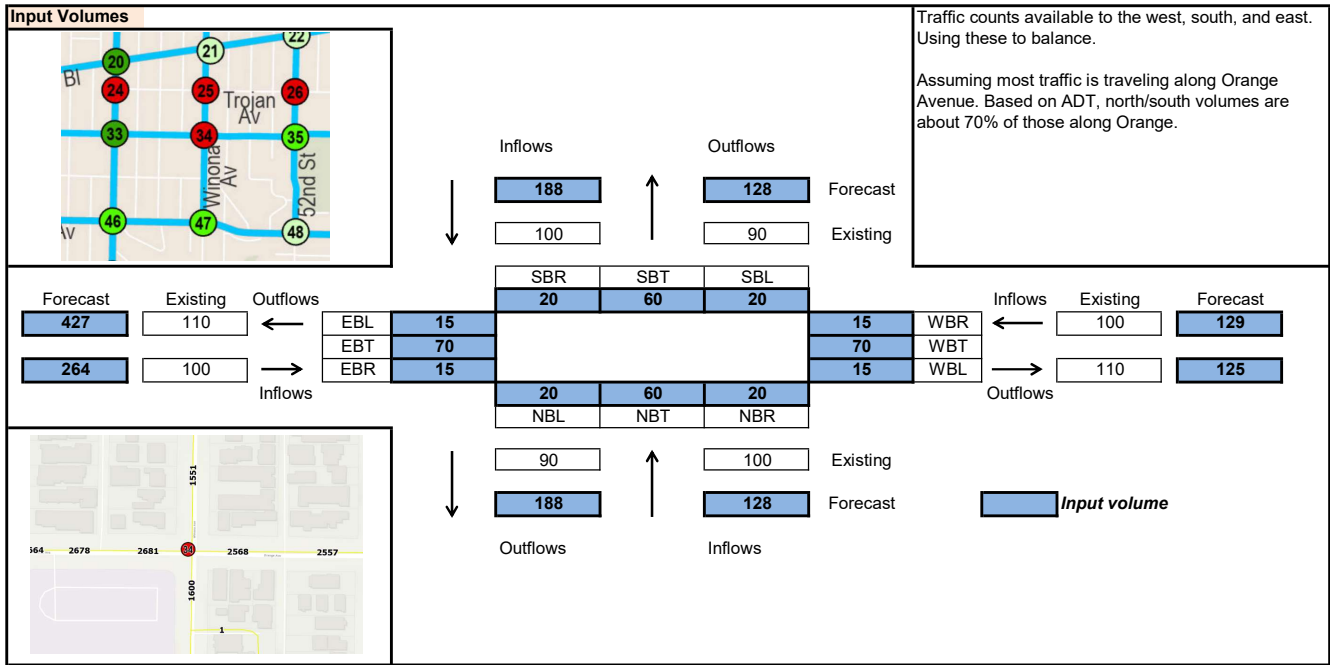 Input Volumes
Traffic counts available to the west, south, and east.
Using these to balance.
Assuming most traffic is traveling along Orange
Avenue. Based on ADT, north/south volumes are
about 70% of those along Orange.
20
21
22
Bl
24
25
26
Trojan
Av
33
34
35
Winona
Av
52nd St
46
47
48
AV
Inflows Outflows
188 128 Forecast
100 90 Existing
SBR SBT SBL
20 60 20
Forecast Existing Outflows
427 110 EBL 15
EBT 70
264 100 EBR 15
Inflows
Inflows Existing Forecast
15 WBR 100 129
70 WBT
15 WBL 110 125
Outflows
20 60 20
NBL NBT NBR
90 100 Existing
188 128 Forecast
Outflows Inflows
Input volume
1551
564 2678 2681 34 2568 2557
1600
1